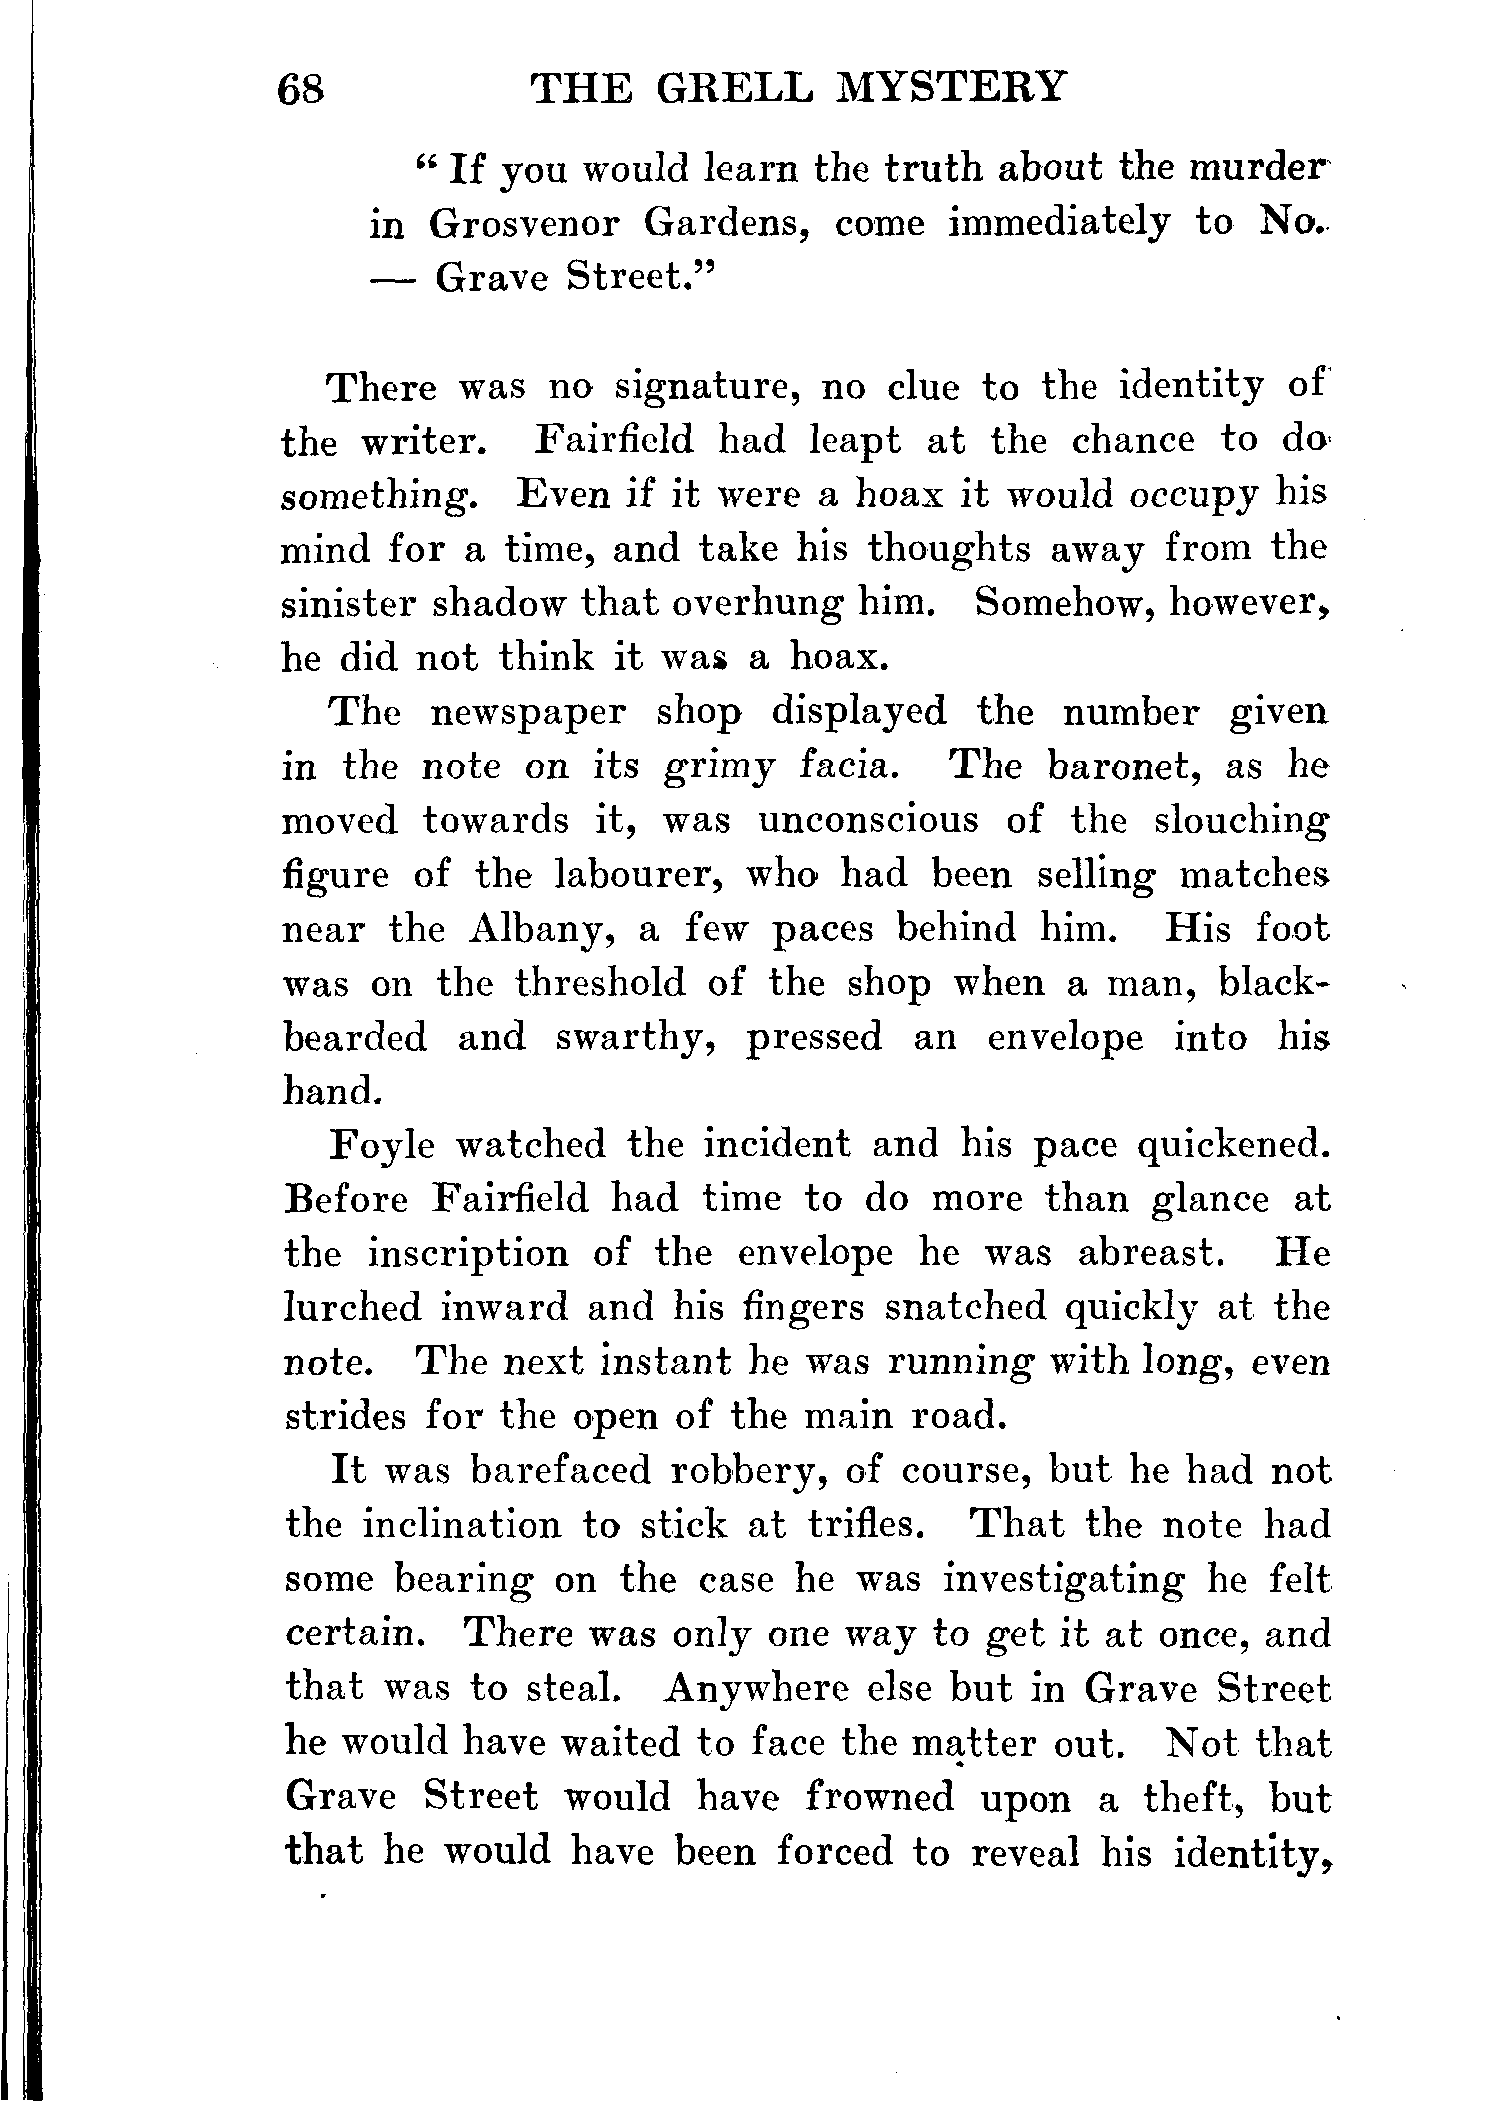 68 THE GRELL MYSTERY
“ If you would learn the truth about the murder
in Grosvenor Gardens, come immediately to No.
— Grave Street.”
There was no signature, no clue to the identity of
the writer. Fairfield had leapt at the chance to do
something. Even if it were a hoax it would occupy his
mind for a time, and take his thoughts away from the
sinister shadow that overhung him. Somehow, however,
he did not think it was a hoax.
The newspaper shop displayed the number given
in the note on its grimy facia. The baronet, as he
moved towards it, was unconscious of the slouching
figure of the labourer, who had been selling matches
near the Albany, a few paces behind him. His foot
was on the threshold of the shop when a man, black-
bearded and swarthy, pressed an envelope into his
hand.
Foyle watched the incident and his pace quickened.
Before Fairfield had time to do more than glance at
the inscription of the envelope he was abreast. He
lurched inward and his fingers snatched quickly at the
note. The next instant he was running with long, even
strides for the open of the main road.
It was barefaced robbery, of course, but he had not
the inclination to stick at trifles. That the note had
some bearing on the case he was investigating he felt
certain. There was only one way to get it at once, and
that was to steal. Anywhere else but in Grave Street
he would have waited to face the matter out. Not that
Grave Street would have frowned upon a theft, but
that he would have been forced to reveal his identity,